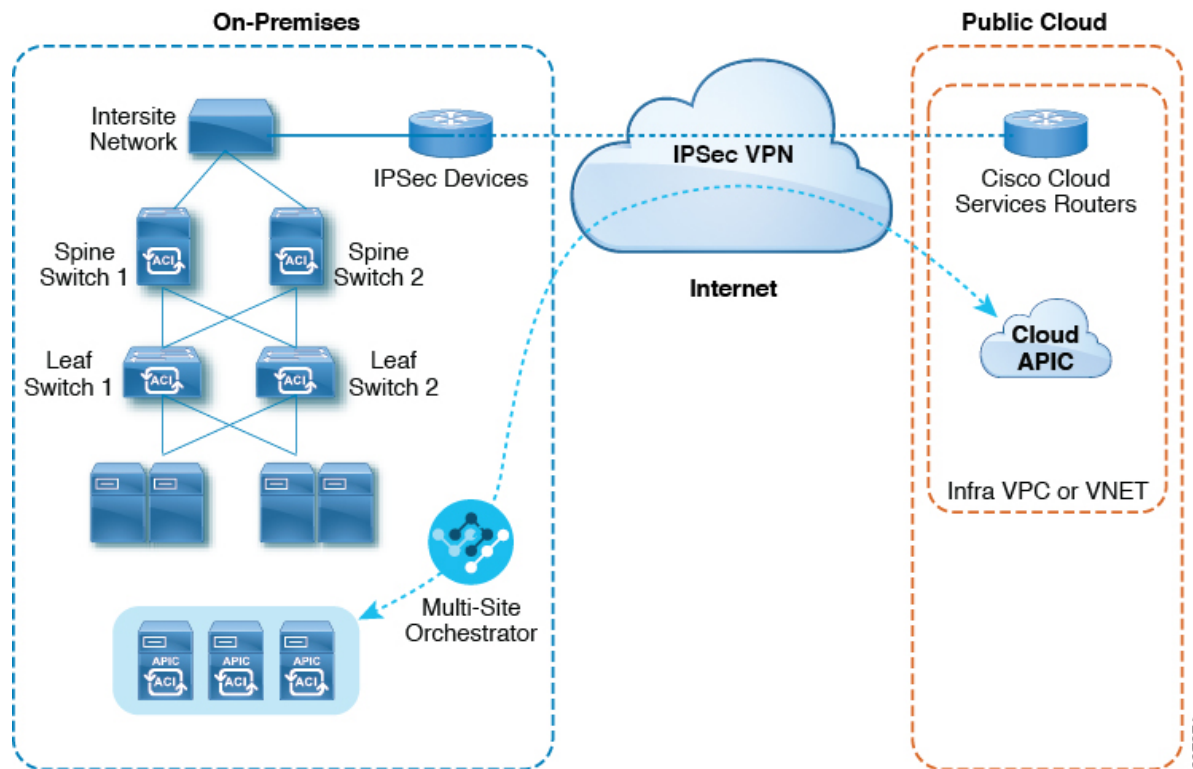 On-Premises
Public Cloud
Intersite
Network
IPSec Devices
IPSec VPN
Cisco Cloud
Services Routers
Spine
Switch 1
ACI
ACI
Spine
Switch 2
Internet
Cloud
APIC
Leaf
Switch 1
ACI
ACI
Leaf
Switch 2
Infra VPC or VNET
Multi-Site
Orchestrator
APIC
ACI
APIC
ACI
APIC
ACI